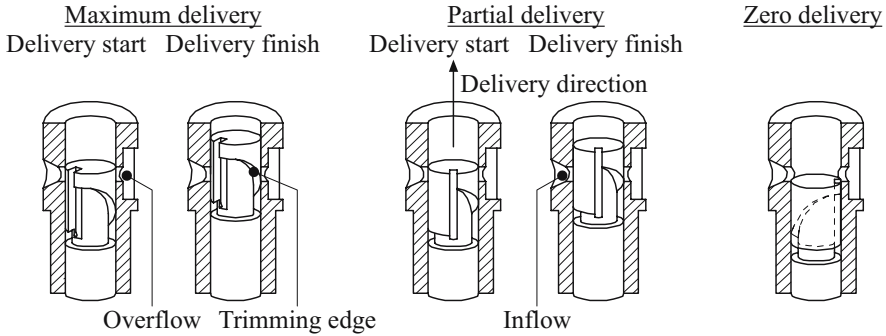 Maximum delivery
Delivery start Delivery finish
Partial delivery
Delivery start Delivery finish
Delivery direction
Zero delivery
Overflow
Trimming edge
Inflow